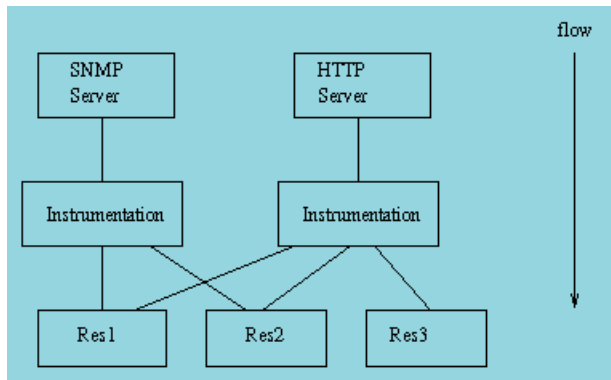 flow
SNMP
Server
HTTP
Server
Instrumentation
Instrumentation
Res1
Res2
Res3